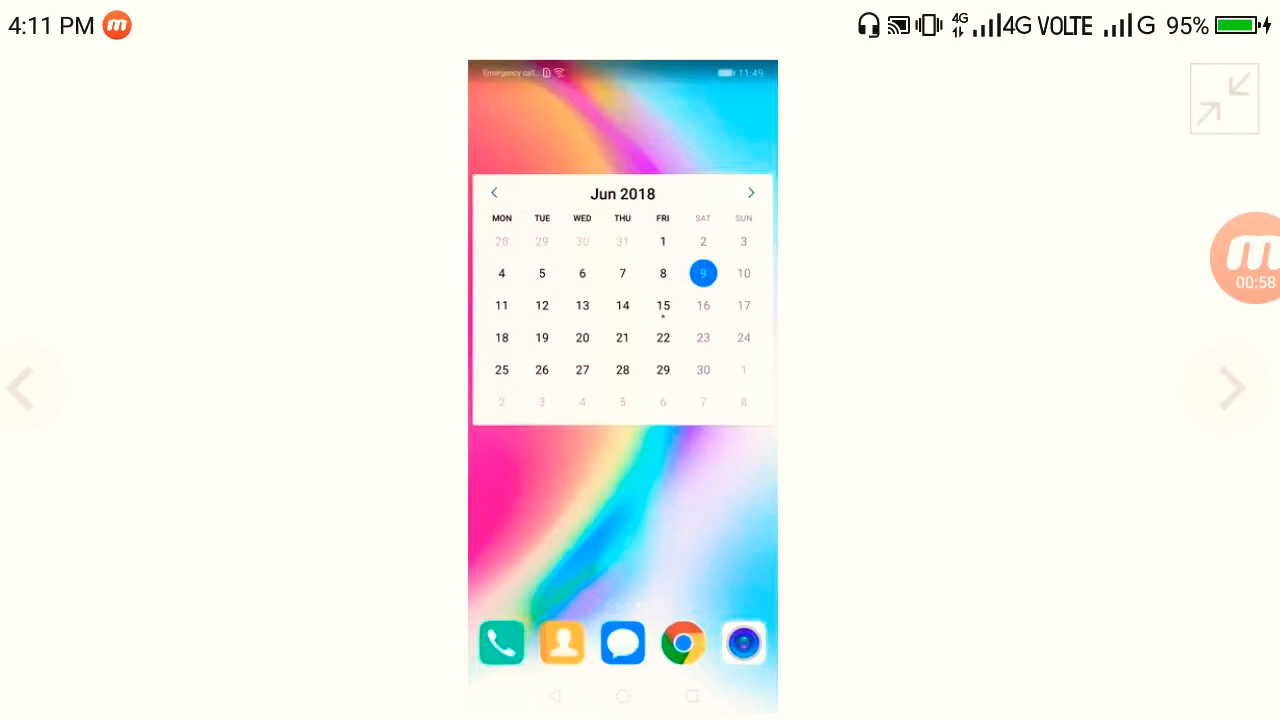 4:11 PM m 4G 4G VOLTE G 95%
Emergency call 11:49
Jun 2018
MON TUE WED THU FRI SAT SUN
28 29 30 31 1 2 3
4 5 6 7 8 9 10
11 12 13 14 15 16 17
18 19 20 21 22 23 24
25 26 27 28 29 30 1
2 3 4 5 6 7 8
m
00:58